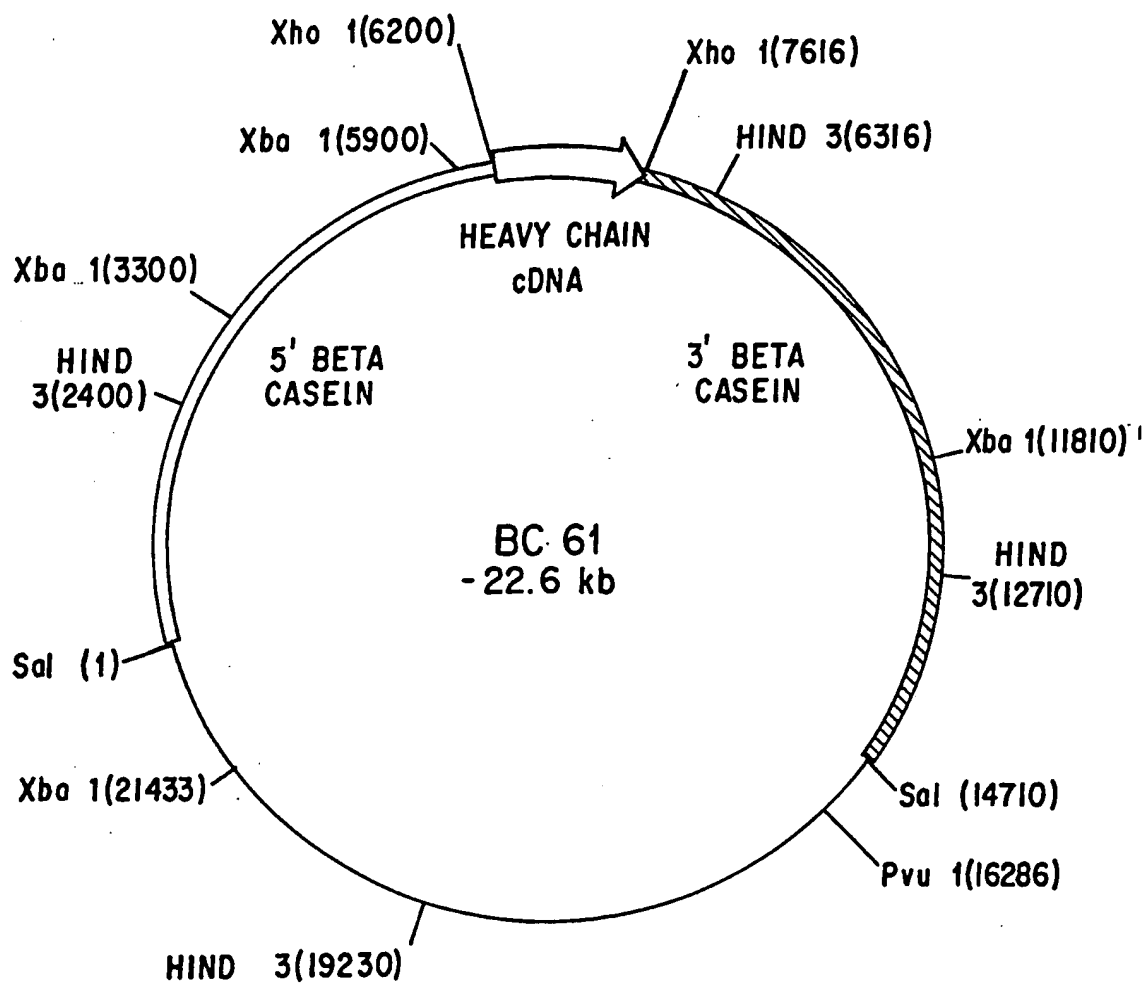 Xho 1(6200)
Xho 1(7616)
Xba 1(5900)
HIND 3(6316)
HEAVY CHAIN
cDNA
Xba 1(3300)
HIND
3(2400)
5' BETA
CASEIN
3' BETA
CASEIN
Xba 1(11810)
BC 61
-22.6 kb
HIND
3(12710)
Sal (1)
Xba 1(21433)
Sal (14710)
Pvu 1(16286)
HIND 3(19230)